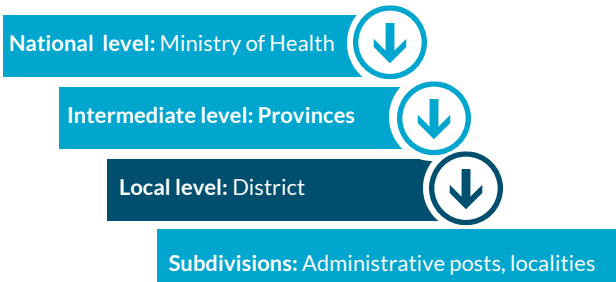 National level: Ministry of Health
Intermediate level: Provinces
Local level: District
Subdivisions: Administrative posts, localities